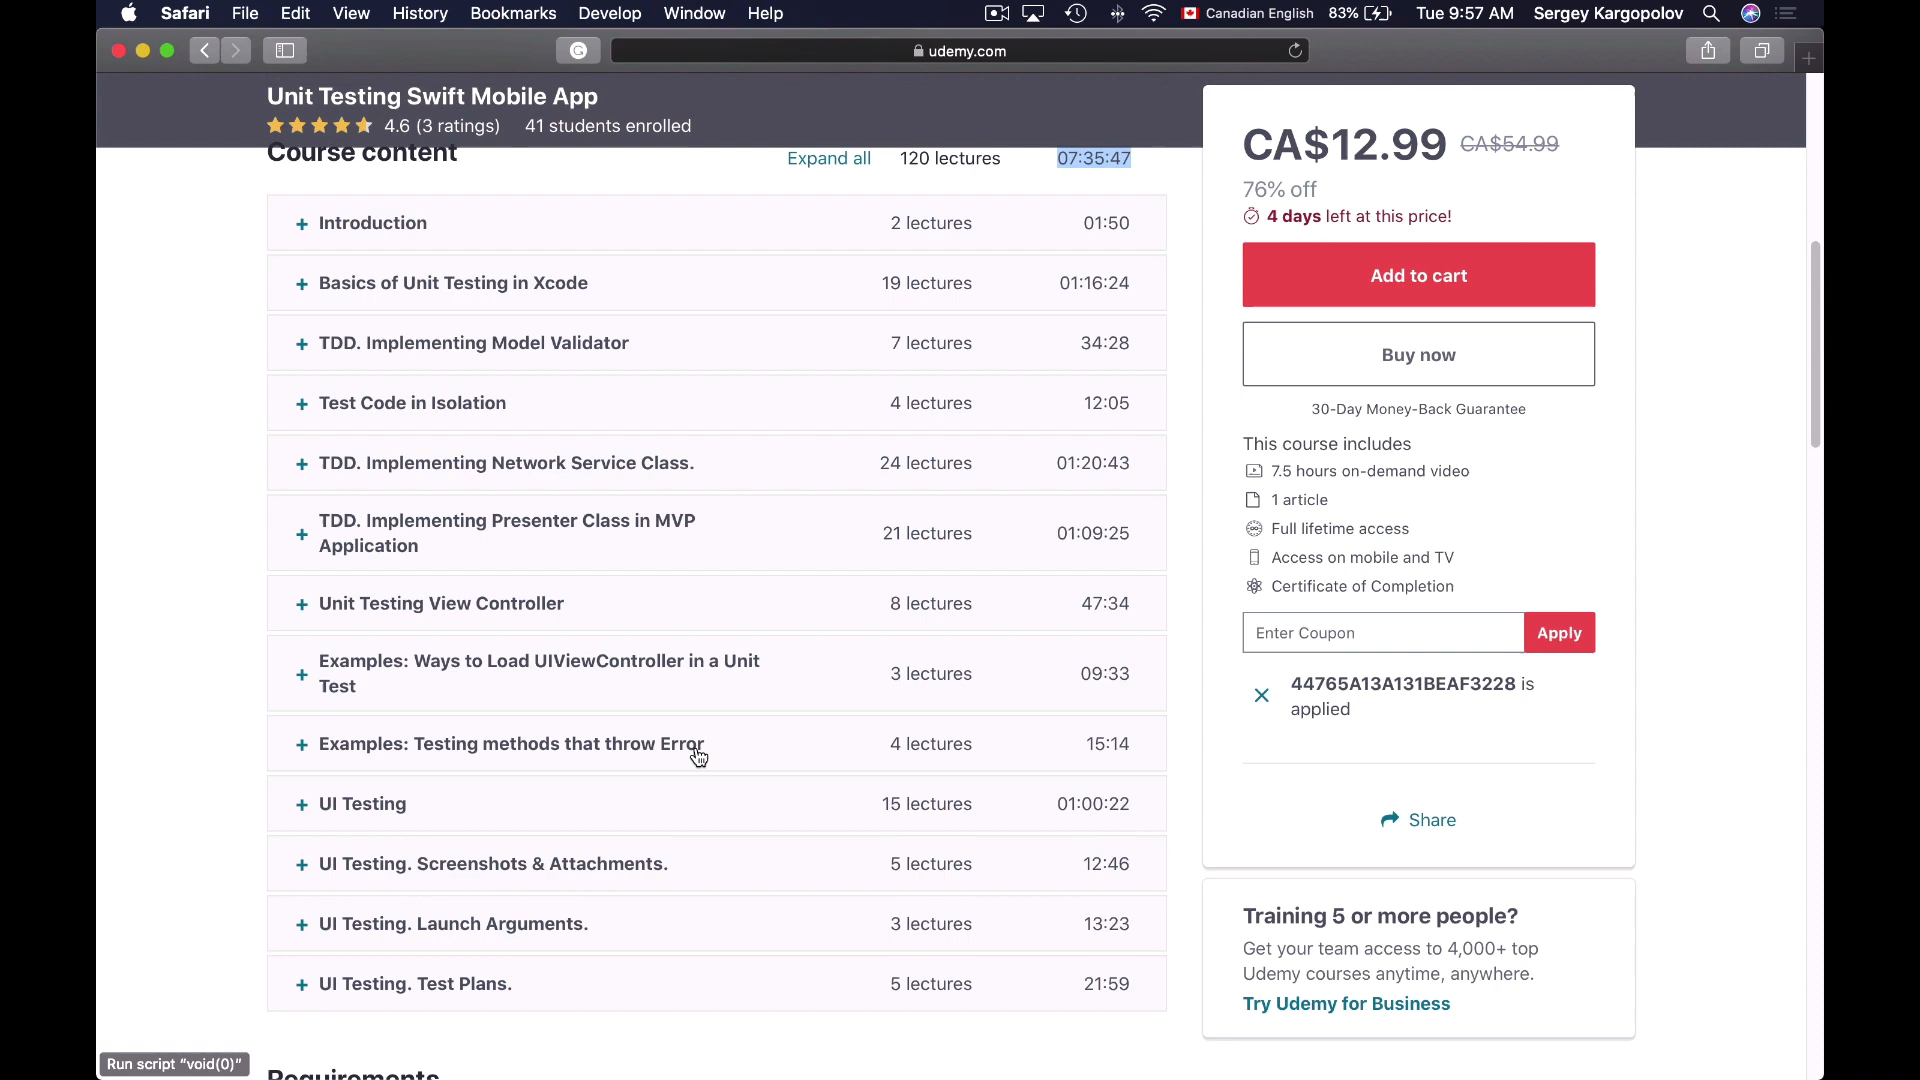 Safari File Edit View History Bookmarks Develop Window Help Canadian English 83% Tue 9:57 AM Sergey Kargopolov
udemy.com
Unit Testing Swift Mobile App
4.6 (3 ratings) 41 students enrolled
Course content Expand all 120 lectures 07:35:47
+ Introduction 2 lectures 01:50
+ Basics of Unit Testing in Xcode 19 lectures 01:16:24
+ TDD. Implementing Model Validator 7 lectures 34:28
+ Test Code in Isolation 4 lectures 12:05
+ TDD. Implementing Network Service Class. 24 lectures 01:20:43
+ TDD. Implementing Presenter Class in MVP
Application 21 lectures 01:09:25
+ Unit Testing View Controller 8 lectures 47:34
+ Examples: Ways to Load UIViewController in a Unit
Test 3 lectures 09:33
+ Examples: Testing methods that throw Error 4 lectures 15:14
+ UI Testing 15 lectures 01:00:22
+ UI Testing. Screenshots & Attachments. 5 lectures 12:46
+ UI Testing. Launch Arguments. 3 lectures 13:23
+ UI Testing. Test Plans. 5 lectures 21:59
Requirements
Run script "void(0)"
CA$12.99 CA$54.99
76% off
4 days left at this price!
Add to cart
Buy now
30-Day Money-Back Guarantee
This course includes
7.5 hours on-demand video
1 article
Full lifetime access
Access on mobile and TV
Certificate of Completion
Enter Coupon Apply
44765A13A131BEAF3228 is
applied
Share
Training 5 or more people?
Get your team access to 4,000+ top
Udemy courses anytime, anywhere.
Try Udemy for Business